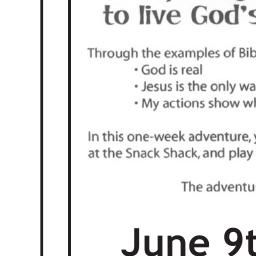 to live God's
Through the examples of Bib
• God is real
• Jesus is the only wa
• My actions show wh
In this one-week adventure, y
at the Snack Shack, and play
The adventu
June 9t